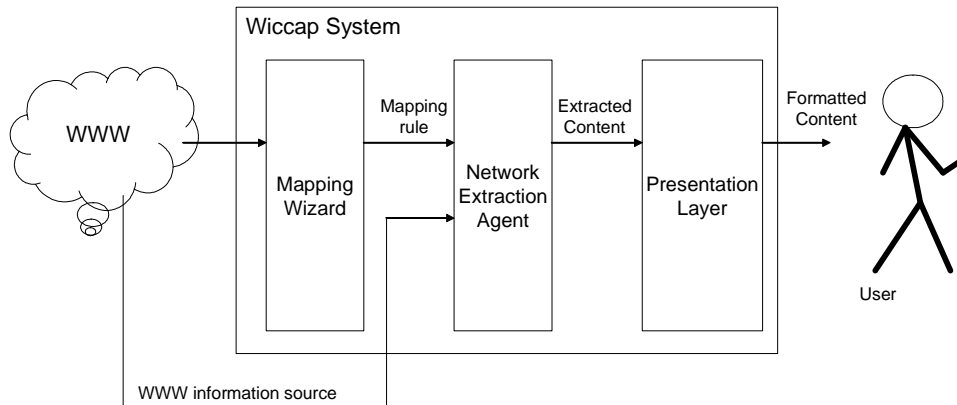 Wiccap System
WWW
Mapping
Wizard
Mapping
rule
Network
Extraction
Agent
Extracted
Content
Presentation
Layer
Formatted
Content
User
WWW information source